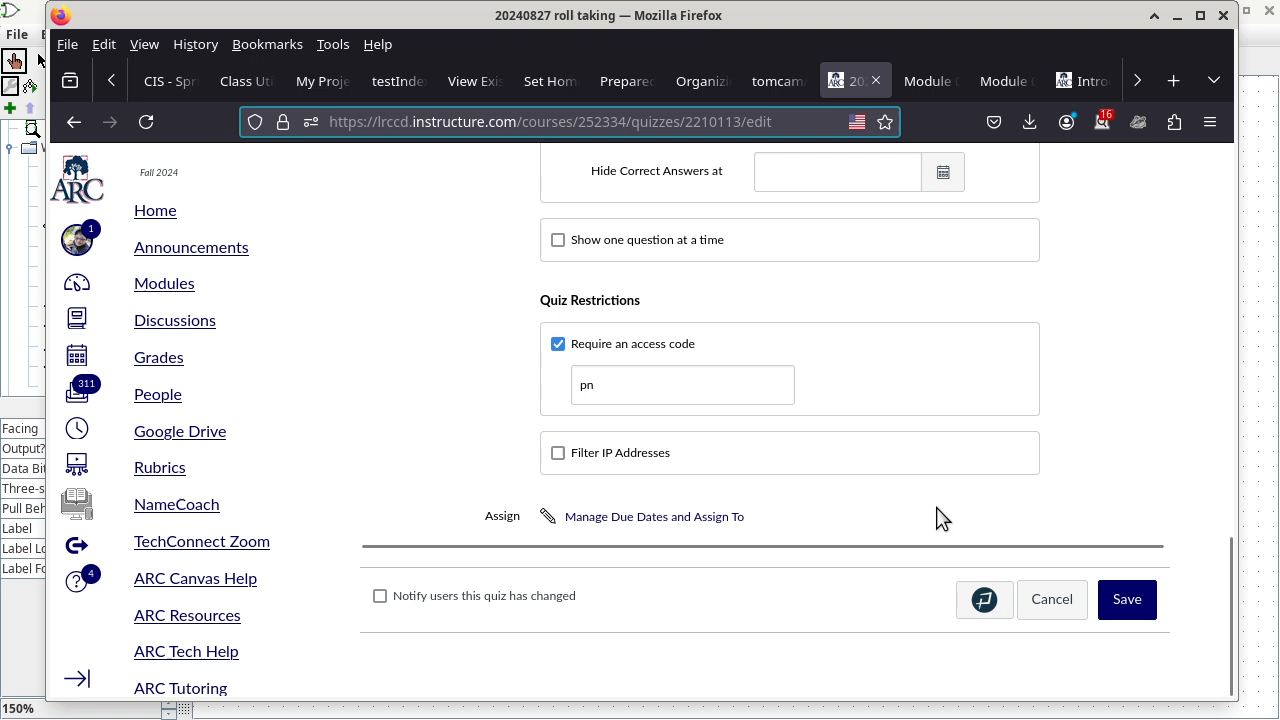 20240827 roll taking — Mozilla Firefox
File
File Edit View History Bookmarks Tools Help
CIS - Spri Class Uti My Proje testInde View Exis Set Hom Prepare Organizi tomcam 20 Module Module Intro
https://lrccd.instructure.com/courses/252334/quizzes/2210113/edit
16
ARC
Fall 2024
1
311
4
Home
Announcements
Modules
Discussions
Grades
People
Google Drive
Rubrics
NameCoach
TechConnect Zoom
ARC Canvas Help
ARC Resources
ARC Tech Help
ARC Tutoring
Hide Correct Answers at
Show one question at a time
Quiz Restrictions
Require an access code
pn
Filter IP Addresses
Assign Manage Due Dates and Assign To
Notify users this quiz has changed
Cancel Save
Facing
Output?
Data Bit
Three-s
Pull Beh
Label
Label Lo
Label Fo
150%